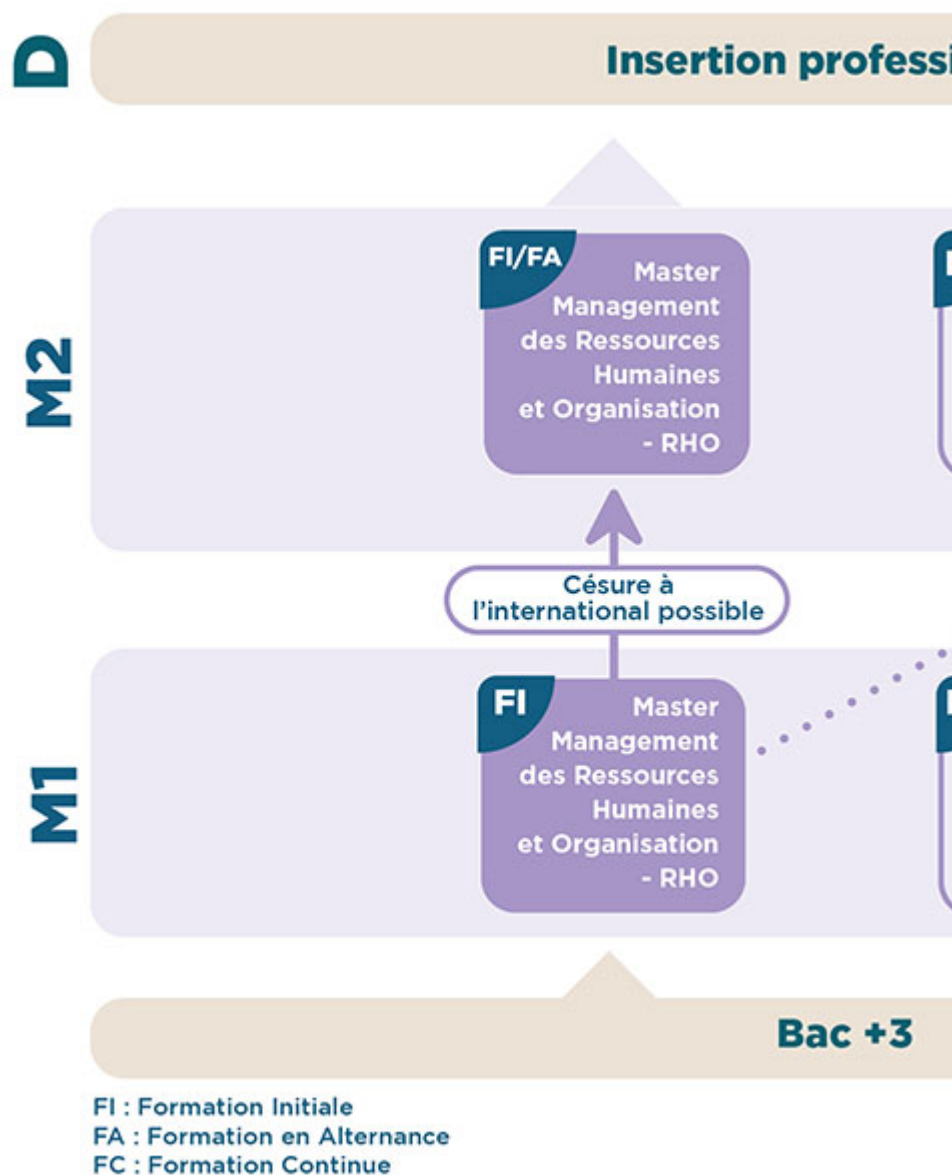 D
Insertion professi
M2
FI/FA
Master
Management
des Ressources
Humaines
et Organisation
- RHO
Césure à
l'international possible
M1
FI
Master
Management
des Ressources
Humaines
et Organisation
- RHO
Bac +3
FI : Formation Initiale
FA : Formation en Alternance
FC : Formation Continue